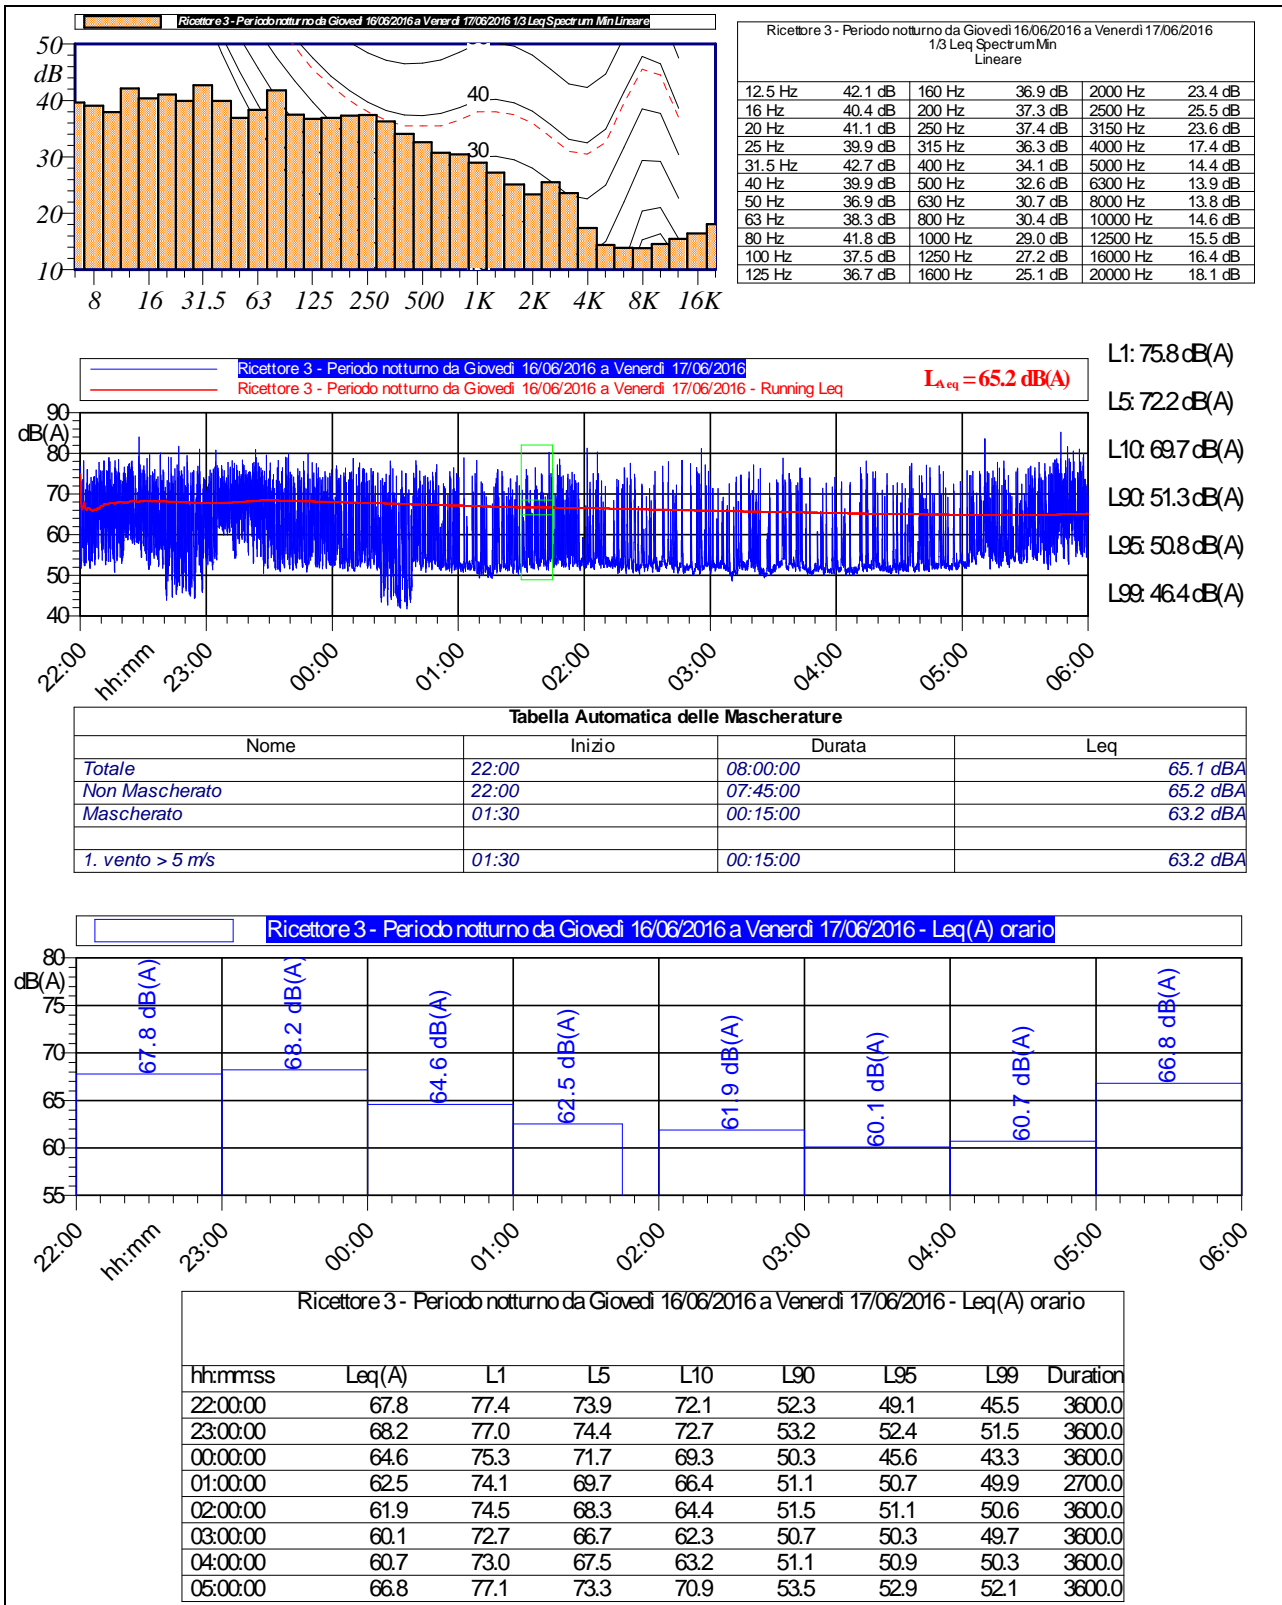 Ricettore 3 - Periodo notturno da Giovedì 16/06/2016 a Venerdì 17/06/2016 1/3 Leq Spectrum Min Lineare
50
dB
40
30
20
10
40
30
8 16 31.5 63 125 250 500 1K 2K 4K 8K 16K
Ricettore 3 - Periodo notturno da Giovedì 16/06/2016 a Venerdì 17/06/2016
1/3 Leq Spectrum Min
Lineare
12.5 Hz 42.1 dB 160 Hz 36.9 dB 2000 Hz 23.4 dB
16 Hz 40.4 dB 200 Hz 37.3 dB 2500 Hz 25.5 dB
20 Hz 41.1 dB 250 Hz 37.4 dB 3150 Hz 23.6 dB
25 Hz 39.9 dB 315 Hz 36.3 dB 4000 Hz 17.4 dB
31.5 Hz 42.7 dB 400 Hz 34.1 dB 5000 Hz 14.4 dB
40 Hz 39.9 dB 500 Hz 32.6 dB 6300 Hz 13.9 dB
50 Hz 36.9 dB 630 Hz 30.7 dB 8000 Hz 13.8 dB
63 Hz 38.3 dB 800 Hz 30.4 dB 10000 Hz 14.6 dB
80 Hz 41.8 dB 1000 Hz 29.0 dB 12500 Hz 15.5 dB
100 Hz 37.5 dB 1250 Hz 27.2 dB 16000 Hz 16.4 dB
125 Hz 36.7 dB 1600 Hz 25.1 dB 20000 Hz 18.1 dB
Ricettore 3 - Periodo notturno da Giovedì 16/06/2016 a Venerdì 17/06/2016
Ricettore 3 - Periodo notturno da Giovedì 16/06/2016 a Venerdì 17/06/2016 - Running Leq
LAeq = 65.2 dB(A)
L1: 75.8 dB(A)
L5: 72.2 dB(A)
L10: 69.7 dB(A)
L90: 51.3 dB(A)
L95: 50.8 dB(A)
L99: 46.4 dB(A)
90
dB(A)
80
70
60
50
40
22:00 hh:mm 23:00 00:00 01:00 02:00 03:00 04:00 05:00 06:00
Tabella Automatica delle Mascherature
Nome Inizio Durata Leq
Totale 22:00 08:00:00 65.1 dBA
Non Mascherato 22:00 07:45:00 65.2 dBA
Mascherato 01:30 00:15:00 63.2 dBA
1. vento > 5 m/s 01:30 00:15:00 63.2 dBA
Ricettore 3 - Periodo notturno da Giovedì 16/06/2016 a Venerdì 17/06/2016 - Leq(A) orario
80
dB(A)
75
70
65
60
55
67.8 dB(A)
68.2 dB(A)
64.6 dB(A)
62.5 dB(A)
61.9 dB(A)
60.1 dB(A)
60.7 dB(A)
66.8 dB(A)
22:00 hh:mm 23:00 00:00 01:00 02:00 03:00 04:00 05:00 06:00
Ricettore 3 - Periodo notturno da Giovedì 16/06/2016 a Venerdì 17/06/2016 - Leq(A) orario
hh:mm:ss Leq(A) L1 L5 L10 L90 L95 L99 Duration
22:00:00 67.8 77.4 73.9 72.1 52.3 49.1 45.5 3600.0
23:00:00 68.2 77.0 74.4 72.7 53.2 52.4 51.5 3600.0
00:00:00 64.6 75.3 71.7 69.3 50.3 45.6 43.3 3600.0
01:00:00 62.5 74.1 69.7 66.4 51.1 50.7 49.9 2700.0
02:00:00 61.9 74.5 68.3 64.4 51.5 51.1 50.6 3600.0
03:00:00 60.1 72.7 66.7 62.3 50.7 50.3 49.7 3600.0
04:00:00 60.7 73.0 67.5 63.2 51.1 50.9 50.3 3600.0
05:00:00 66.8 77.1 73.3 70.9 53.5 52.9 52.1 3600.0